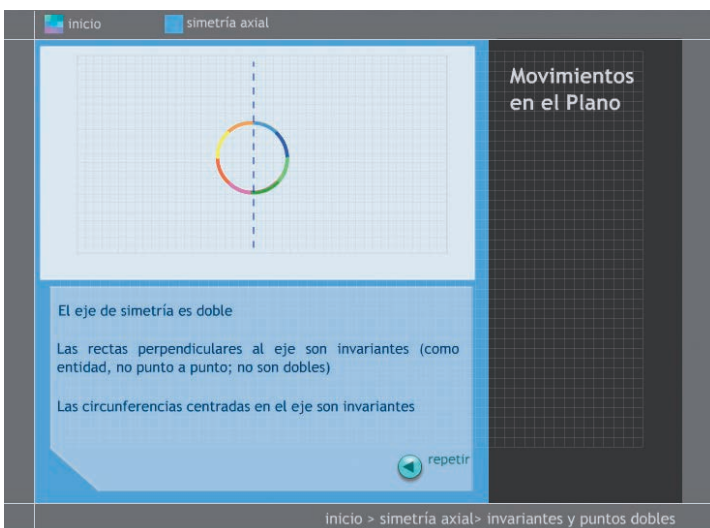 inicio
simetría axial
Movimientos
en el Plano
El eje de simetría es doble
Las rectas perpendiculares al eje son invariantes (como
entidad, no punto a punto; no son dobles)
Las circunferencias centradas en el eje son invariantes
repetir
inicio > simetría axial> invariantes y puntos dobles